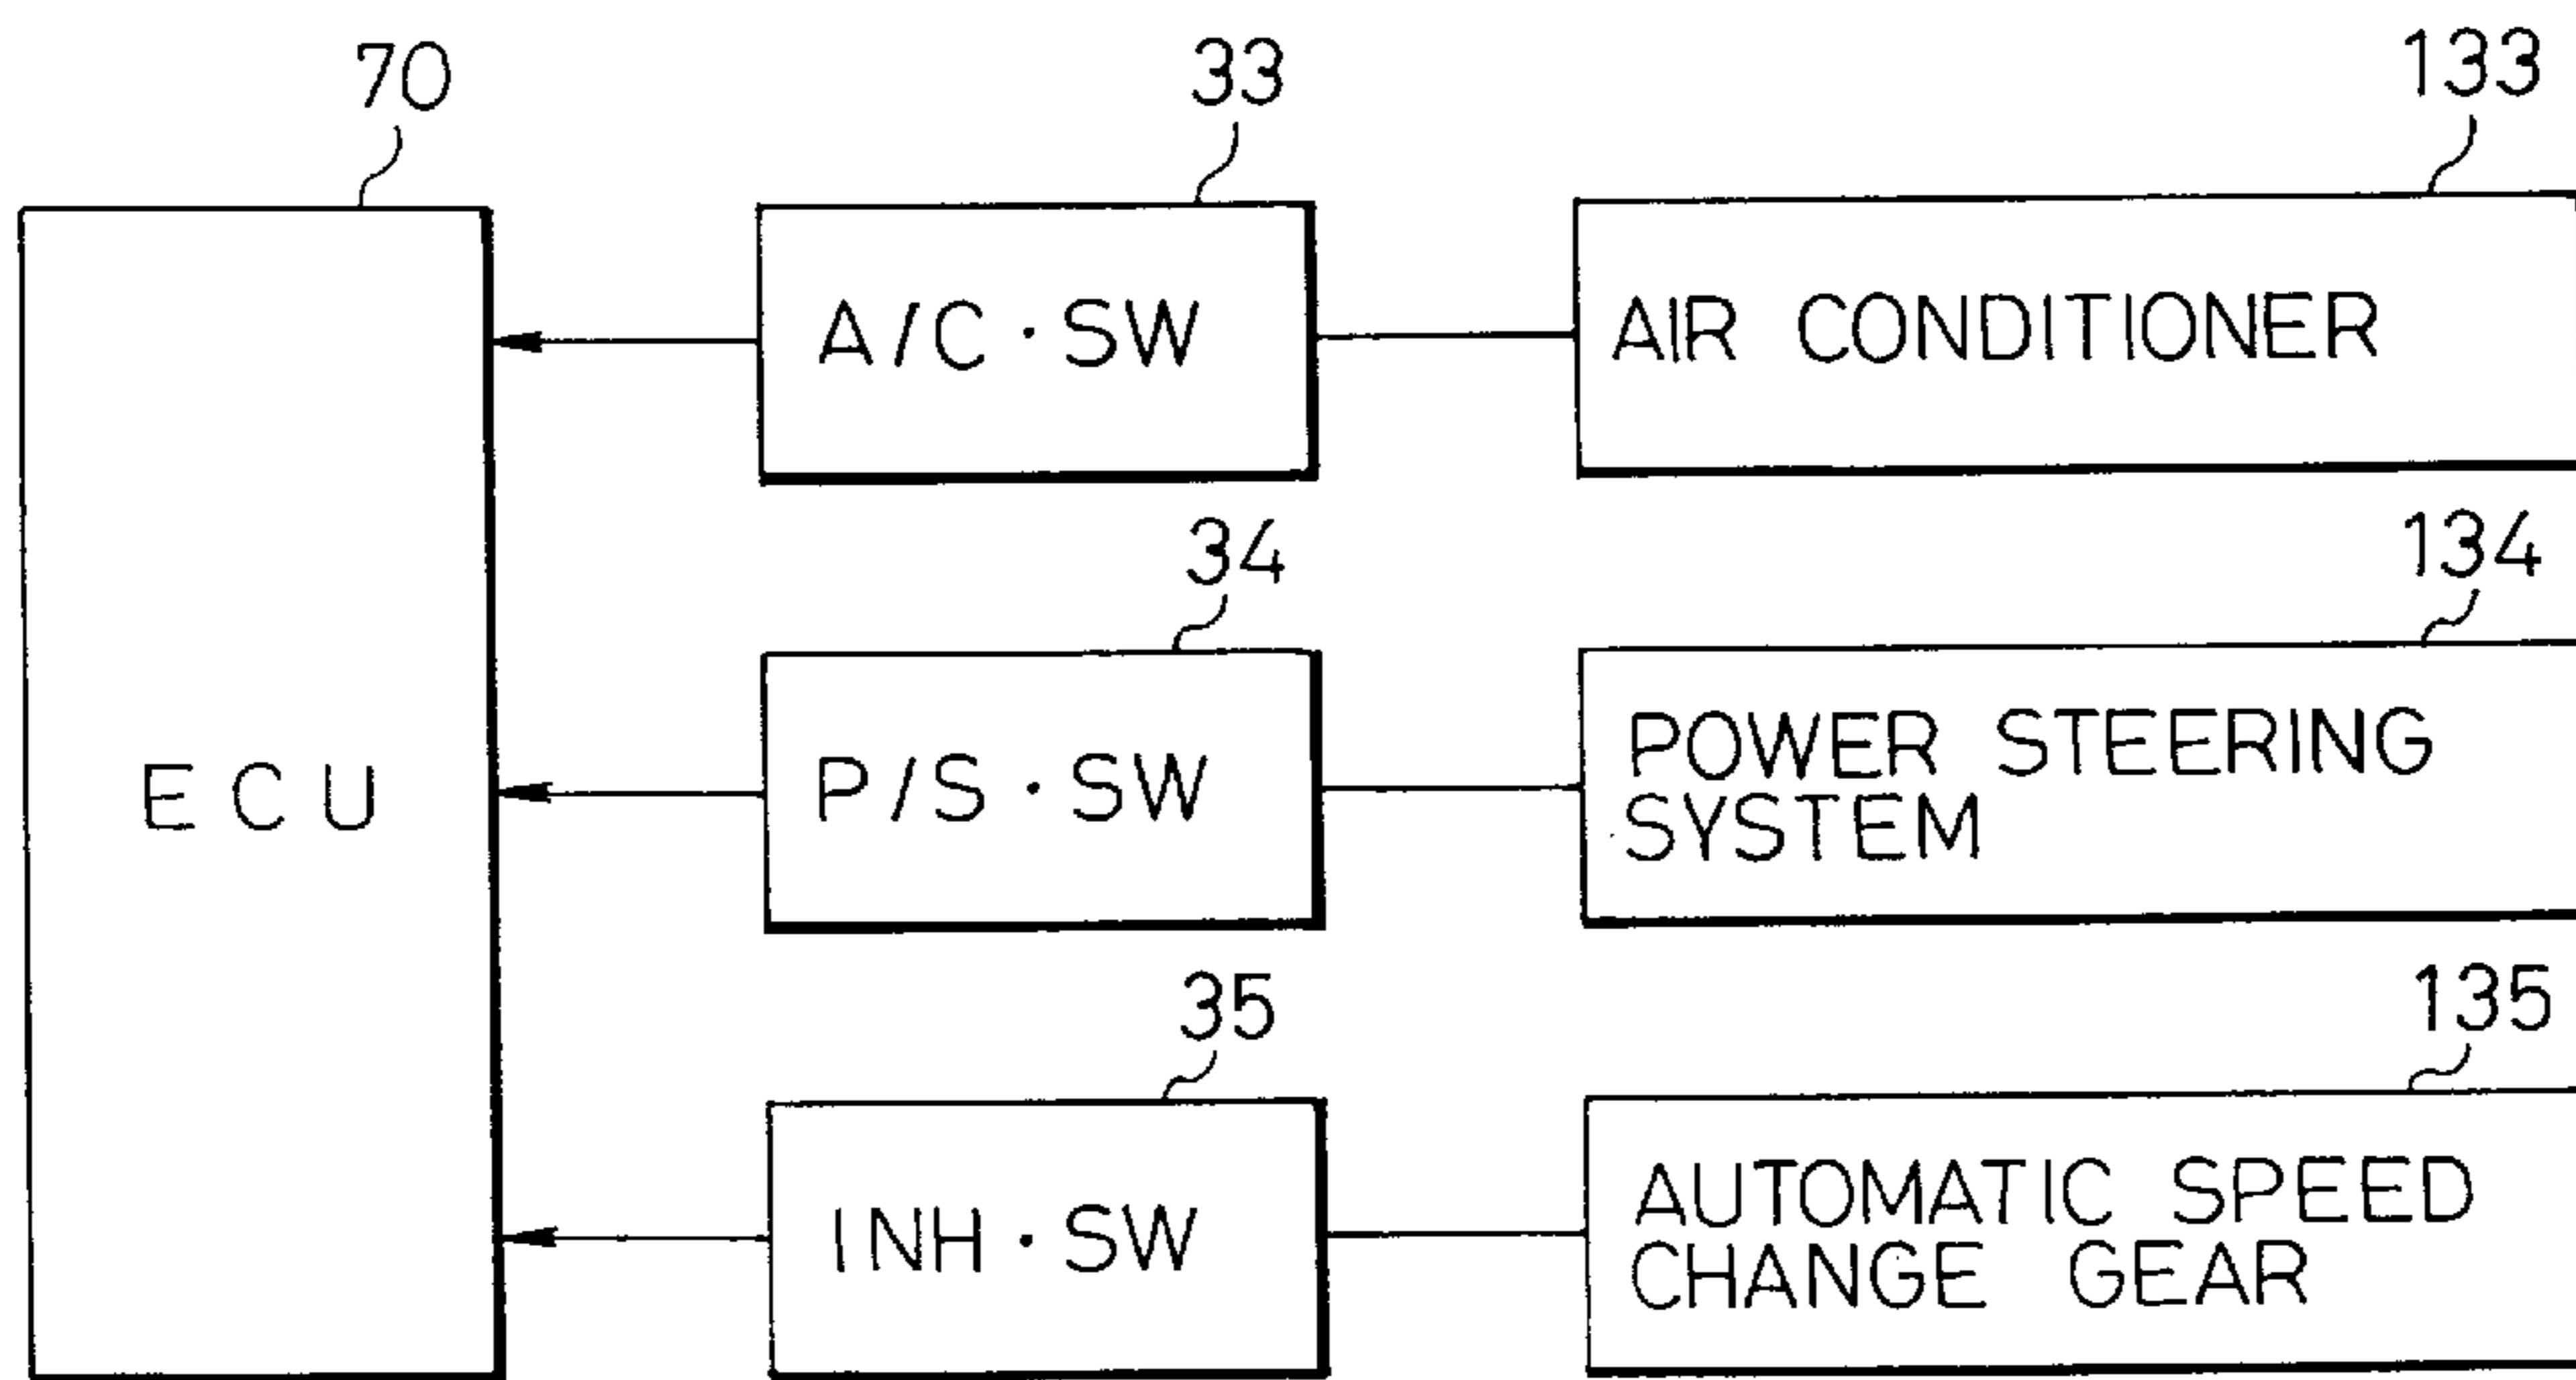 70
33
133
A/C·SW
AIR CONDITIONER
34
134
ECU
P/S·SW
POWER STEERING
SYSTEM
35
135
INH·SW
AUTOMATIC SPEED
CHANGE GEAR